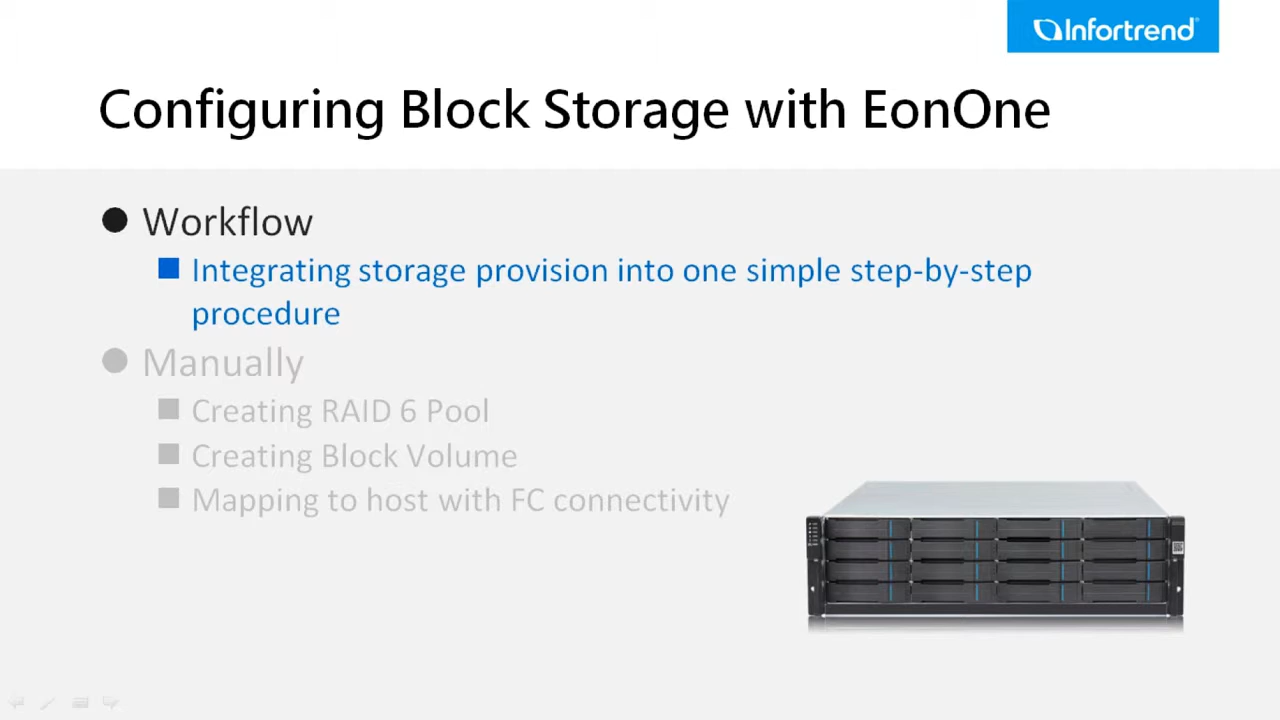 Infortrend
Configuring Block Storage with EonOne
Workflow
Integrating storage provision into one simple step-by-step
procedure
Manually
Creating RAID 6 Pool
Creating Block Volume
Mapping to host with FC connectivity